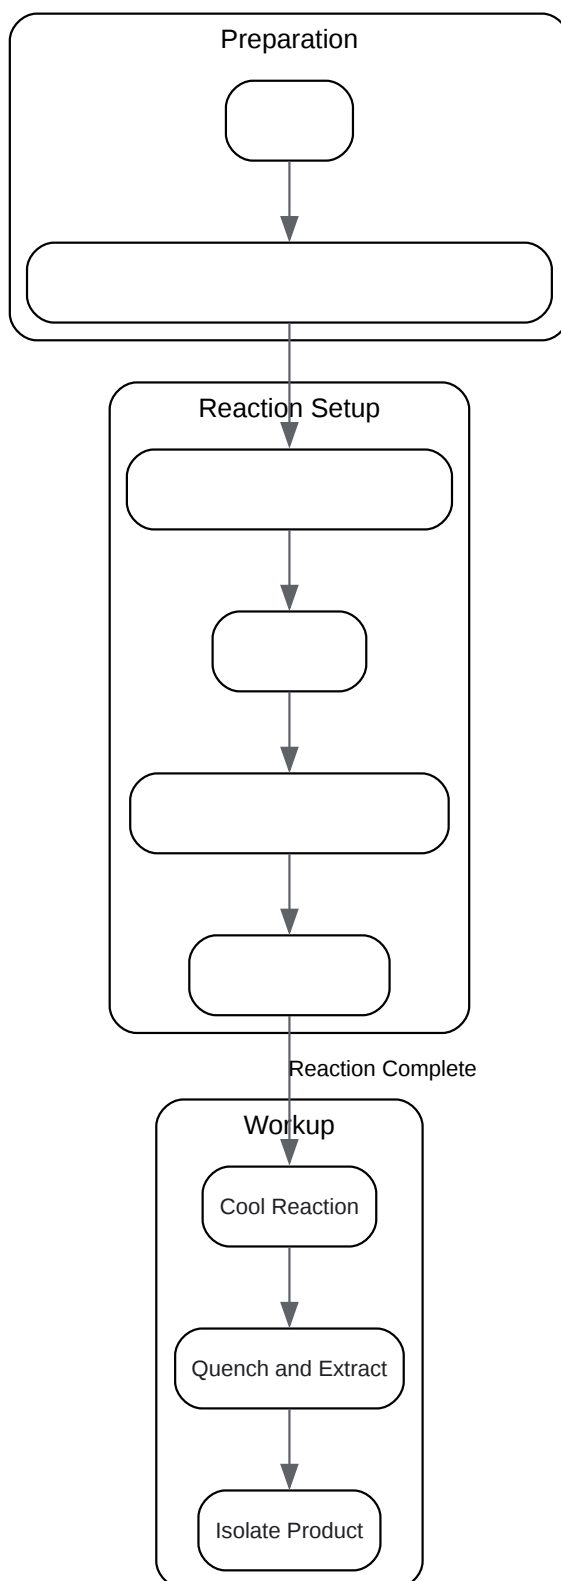 Preparation
Reaction Setup
Reaction Complete
Workup
Cool Reaction
Quench and Extract
Isolate Product